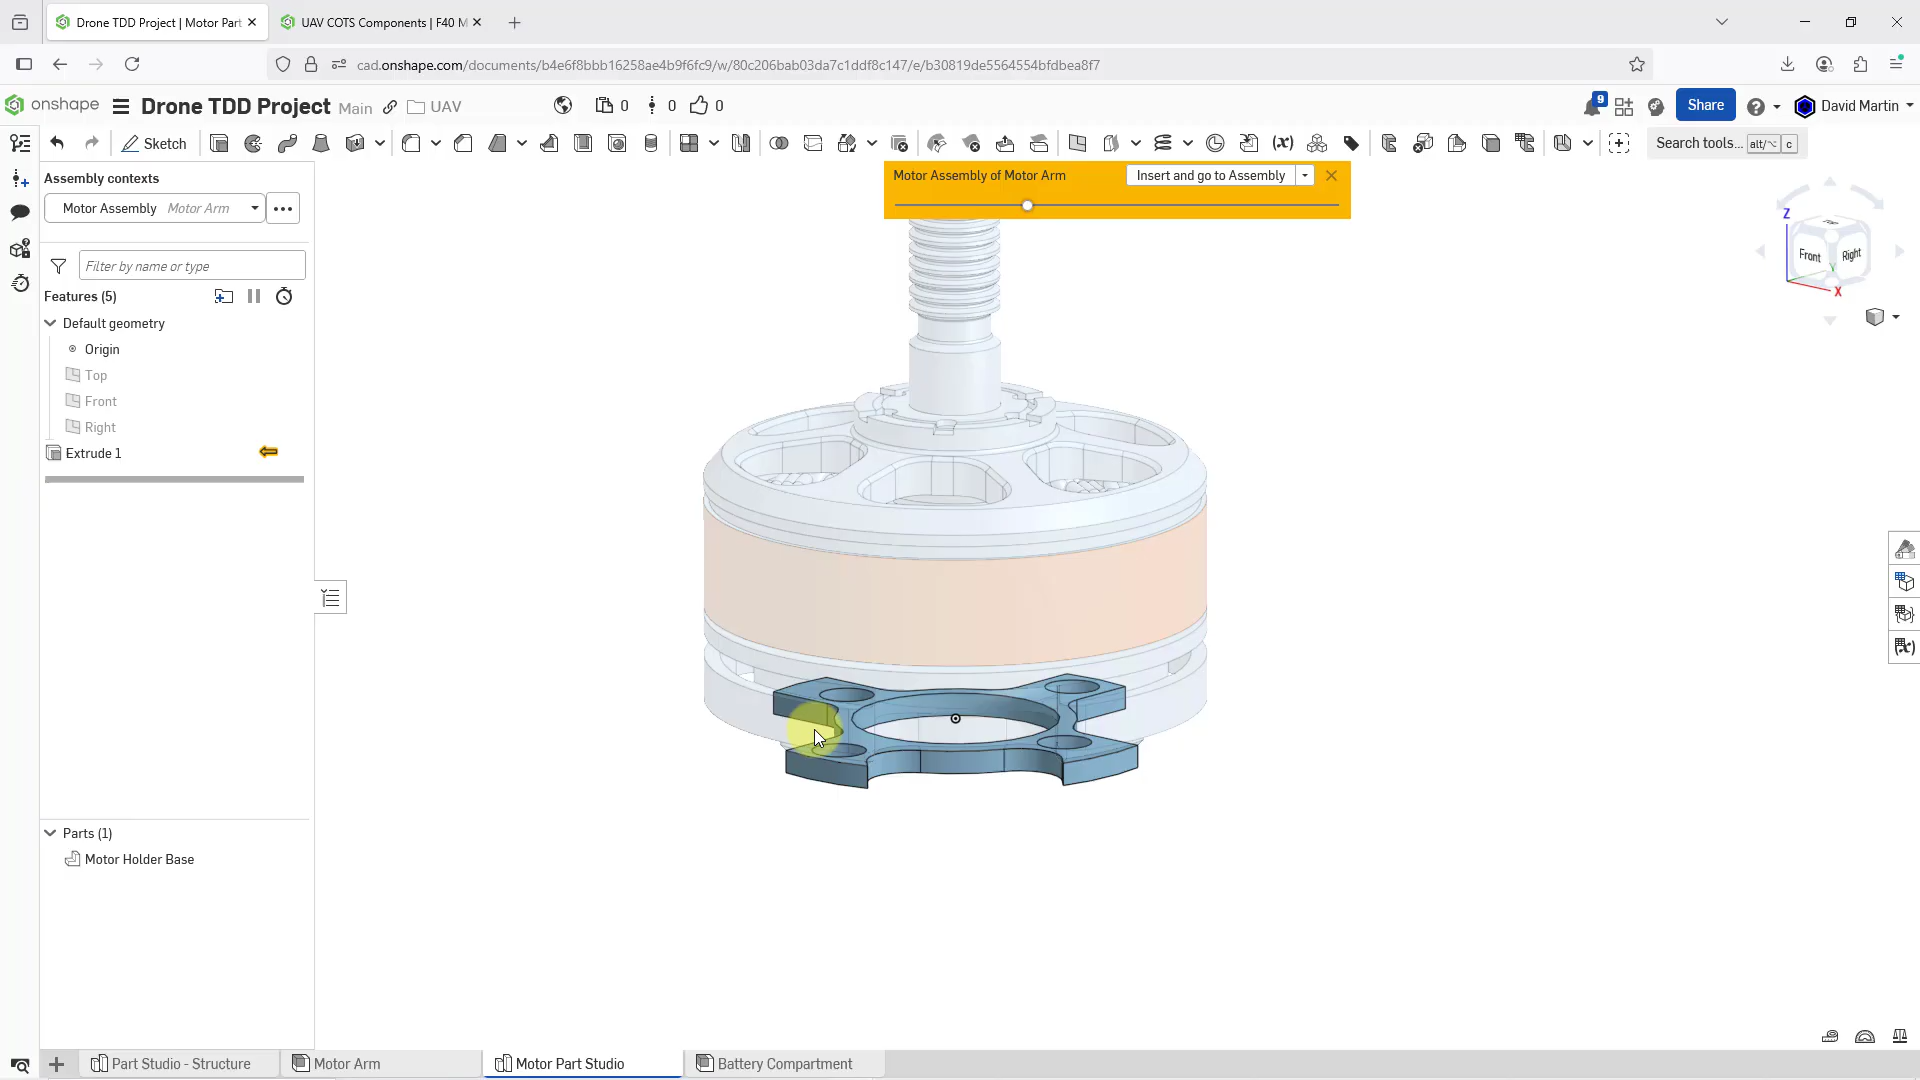 Drone TDD Project | Motor Part
UAV COTS Components | F40 M
cad.onshape.com/documents/b4e6f8bbb16258ae4b9f6fc9/w/80c206bab03da7c1ddf8c147/e/b30819de5564554bfdbea8f7
onshape
Drone TDD Project
Main
UAV
0
0
0
9
Share
David Martin
Sketch
Search tools... alt/⌥ c
Assembly contexts
Motor Assembly Motor Arm
Motor Assembly of Motor Arm
Insert and go to Assembly
Filter by name or type
Features (5)
Default geometry
Origin
Top
Front
Right
Extrude 1
Z
Front
Right
Y
X
Parts (1)
Motor Holder Base
Part Studio - Structure
Motor Arm
Motor Part Studio
Battery Compartment